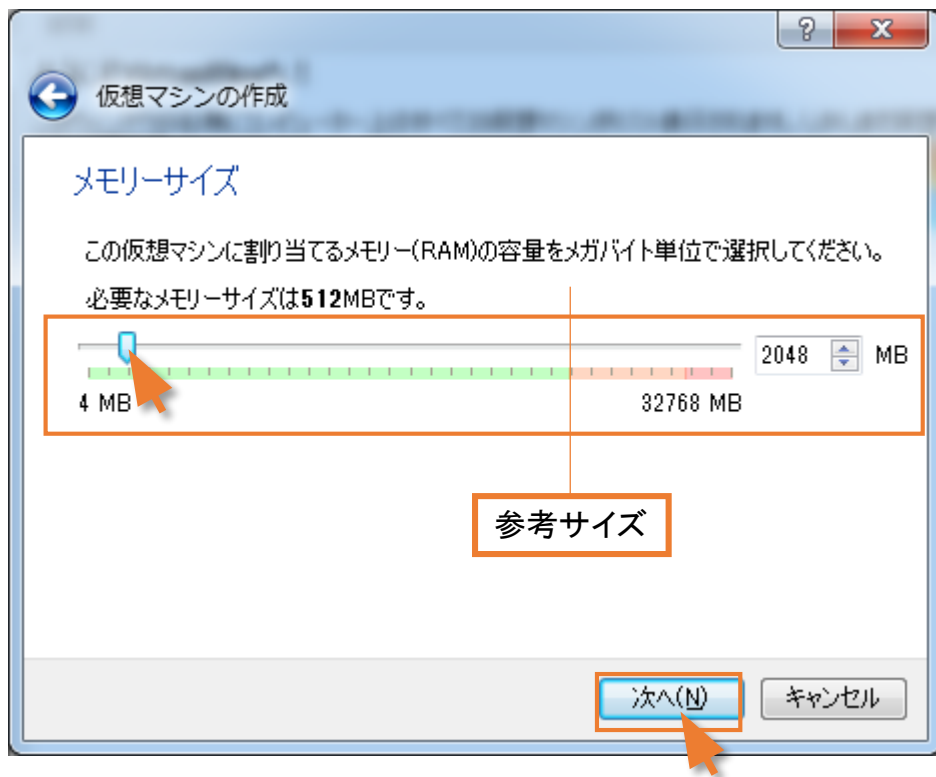 ?
x
仮想マシンの作成
メモリーサイズ
この仮想マシンに割り当てるメモリー(RAM)の容量をメガバイト単位で選択してください。
必要なメモリーサイズは512MBです。
2048 MB
4 MB 32768 MB
参考サイズ
次へ(N) キャンセル